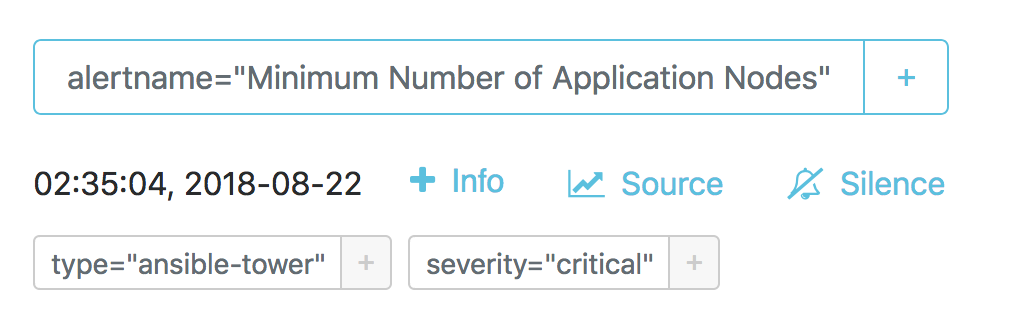 alertname="Minimum Number of Application Nodes" +
02:35:04, 2018-08-22 + Info Source Silence
type="ansible-tower" + severity="critical" +